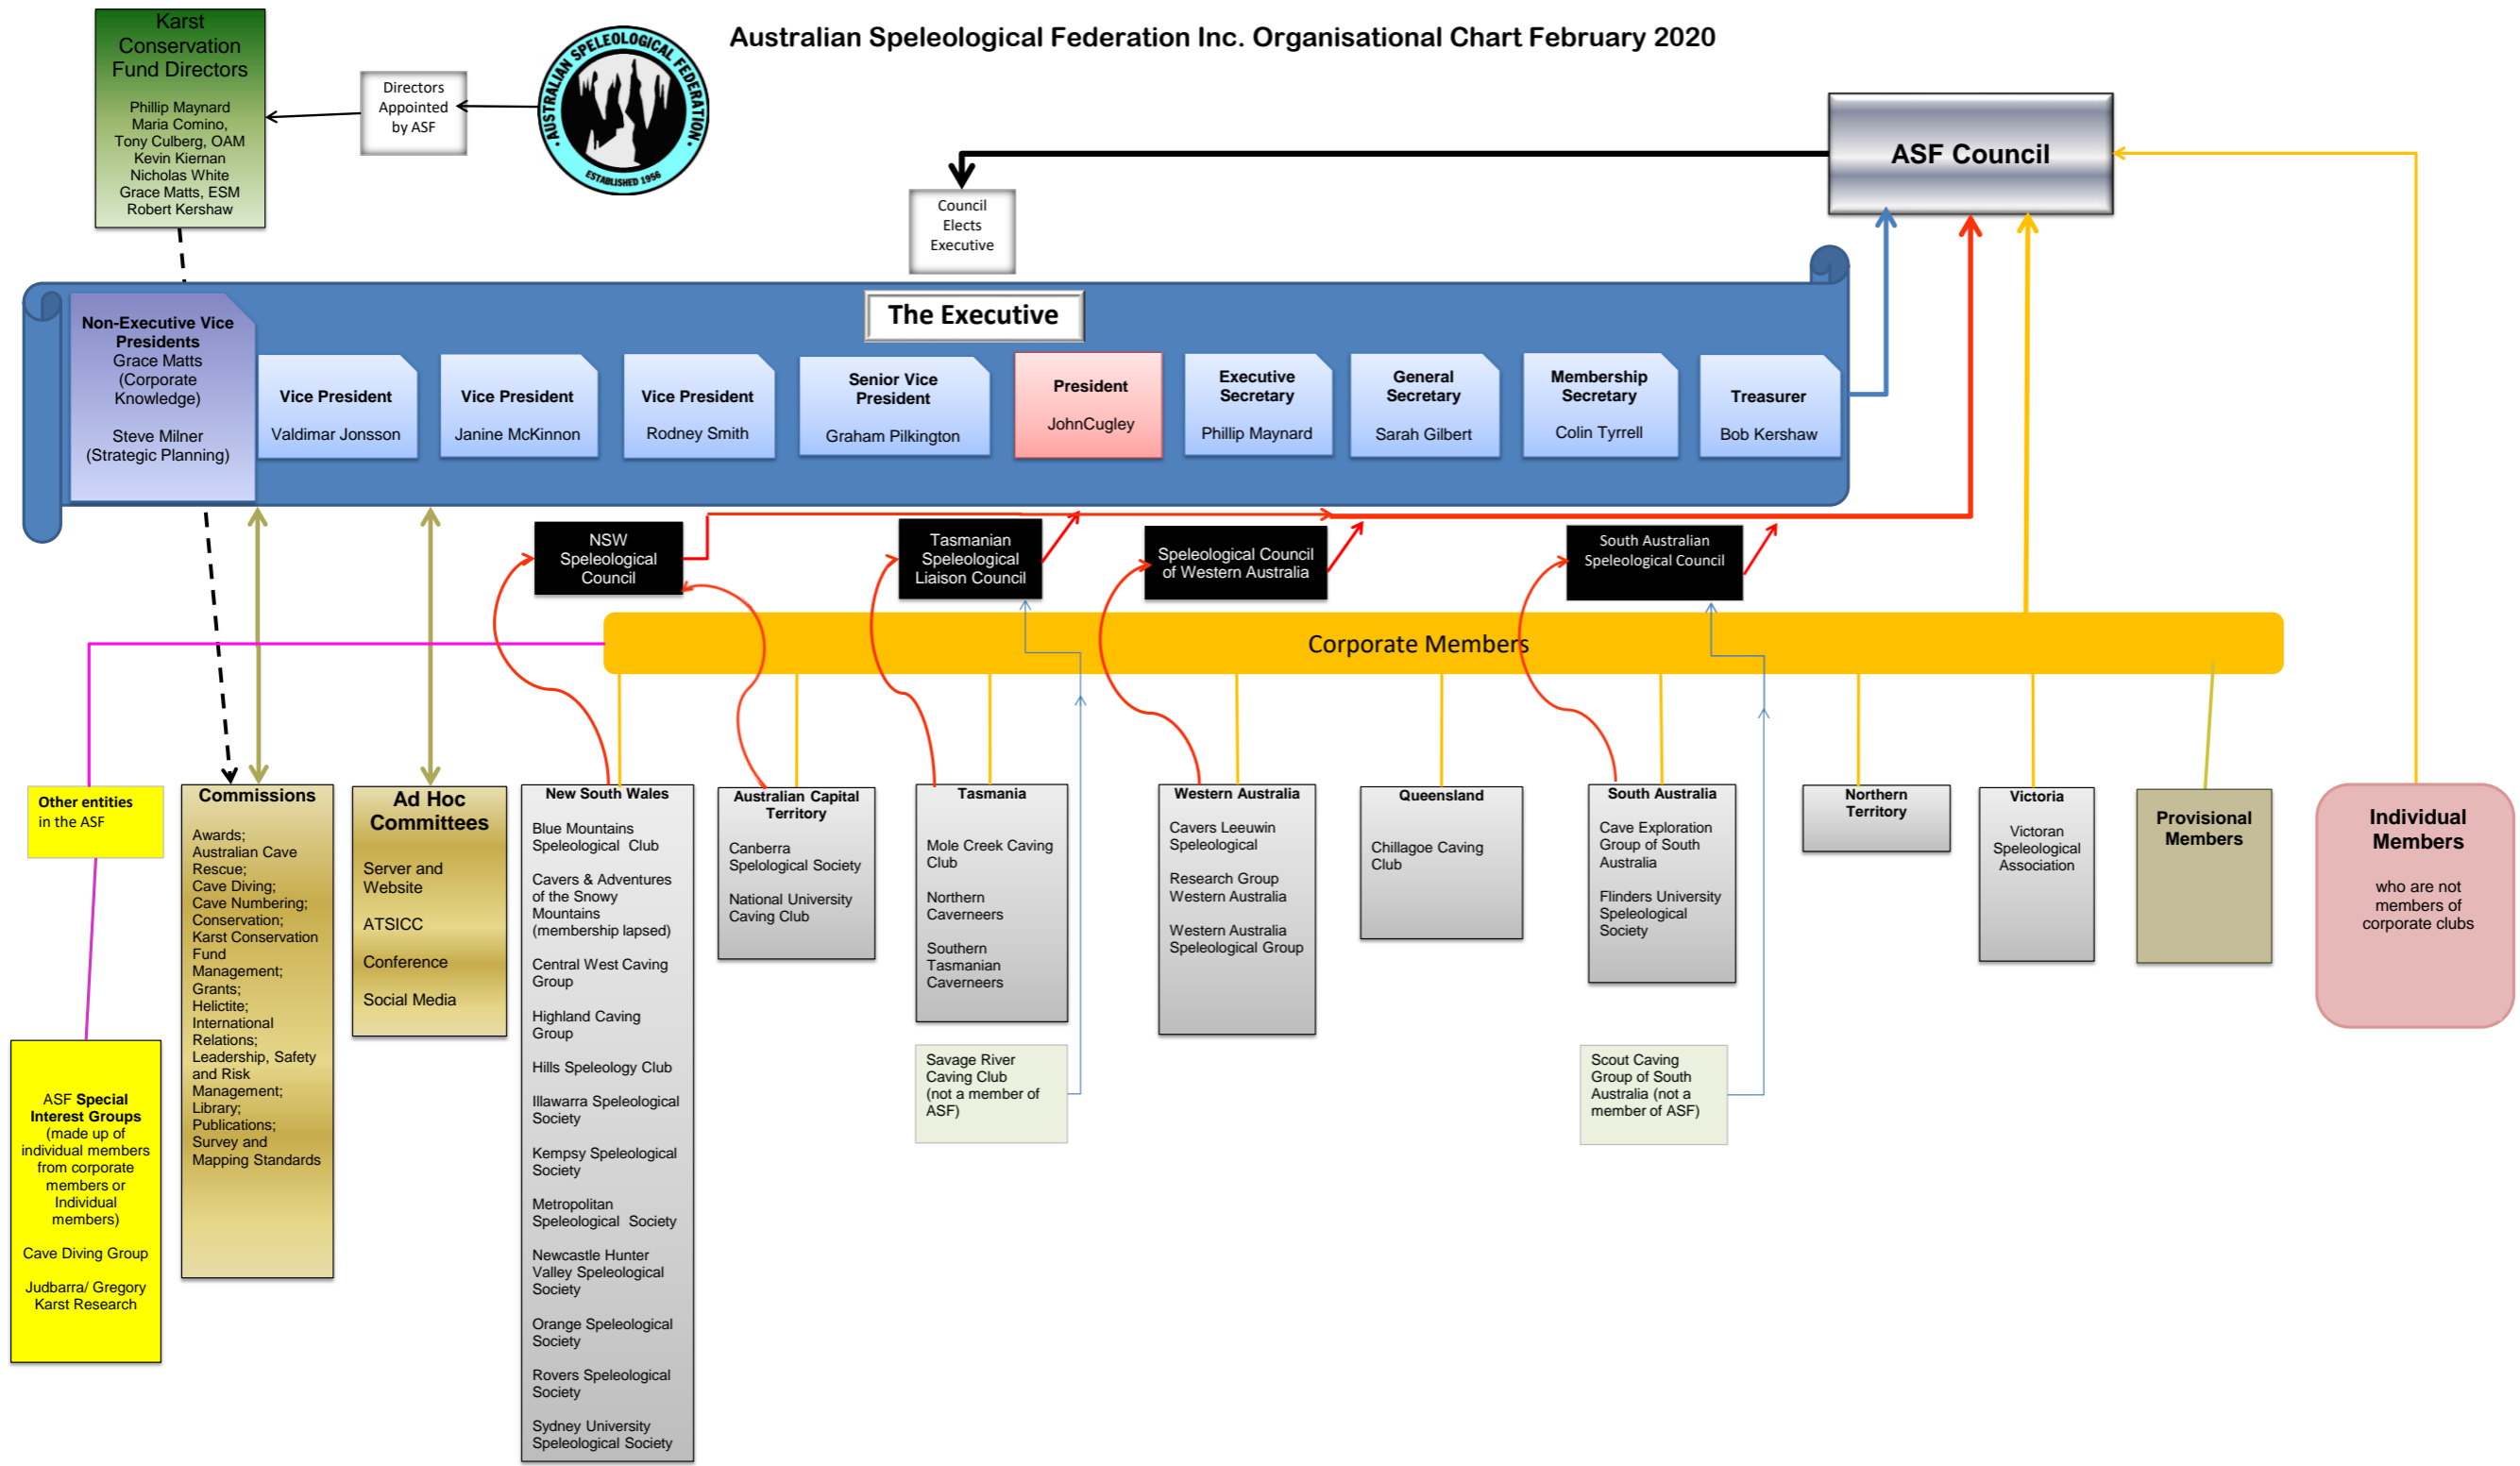 Australian Speleological Federation Inc. Organisational Chart February 2020
Karst
Conservation
Fund Directors
Phillip Maynard
Maria Comino,
Tony Culberg, OAM
Kevin Kiernan
Nicholas White
Grace Matts, ESM
Robert Kershaw
Directors
Appointed
by ASF
AUSTRALIAN SPELEOLOGICAL FEDERATION
ESTABLISHED 1956
ASF Council
Council
Elects
Executive
The Executive
Non-Executive Vice
Presidents
Grace Matts
(Corporate
Knowledge)
Steve Milner
(Strategic Planning)
Vice President
Valdimar Jonsson
Vice President
Janine McKinnon
Vice President
Rodney Smith
Senior Vice
President
Graham Pilkington
President
JohnCugley
Executive
Secretary
Phillip Maynard
General
Secretary
Sarah Gilbert
Membership
Secretary
Colin Tyrrell
Treasurer
Bob Kershaw
NSW
Speleological
Council
Tasmanian
Speleological
Liaison Council
Speleological Council
of Western Australia
South Australian
Speleological Council
Corporate Members
Other entities
in the ASF
ASF Special
Interest Groups
(made up of
individual members
from corporate
members or
Individual
members)
Cave Diving Group
Judbarra/ Gregory
Karst Research
Commissions
Awards;
Australian Cave
Rescue;
Cave Diving;
Cave Numbering;
Conservation;
Karst Conservation
Fund
Management;
Grants;
Helictite;
International
Relations;
Leadership, Safety
and Risk
Management;
Library;
Publications;
Survey and
Mapping Standards
Ad Hoc
Committees
Server and
Website
ATSICC
Conference
Social Media
New South Wales
Blue Mountains
Speleological Club
Cavers & Adventures
of the Snowy
Mountains
(membership lapsed)
Central West Caving
Group
Highland Caving
Group
Hills Speleology Club
Illawarra Speleological
Society
Kempsy Speleological
Society
Metropolitan
Speleological Society
Newcastle Hunter
Valley Speleological
Society
Orange Speleological
Society
Rovers Speleological
Society
Sydney University
Speleological Society
Australian Capital
Territory
Canberra
Spelological Society
National University
Caving Club
Tasmania
Mole Creek Caving
Club
Northern
Caverneers
Southern
Tasmanian
Caverneers
Savage River
Caving Club
(not a member of
ASF)
Western Australia
Cavers Leeuwin
Speleological
Research Group
Western Australia
Western Australia
Speleological Group
Queensland
Chillagoe Caving
Club
South Australia
Cave Exploration
Group of South
Australia
Flinders University
Speleological
Society
Scout Caving
Group of South
Australia (not a
member of ASF)
Northern
Territory
Victoria
Victoran
Speleological
Association
Provisional
Members
Individual
Members
who are not
members of
corporate clubs